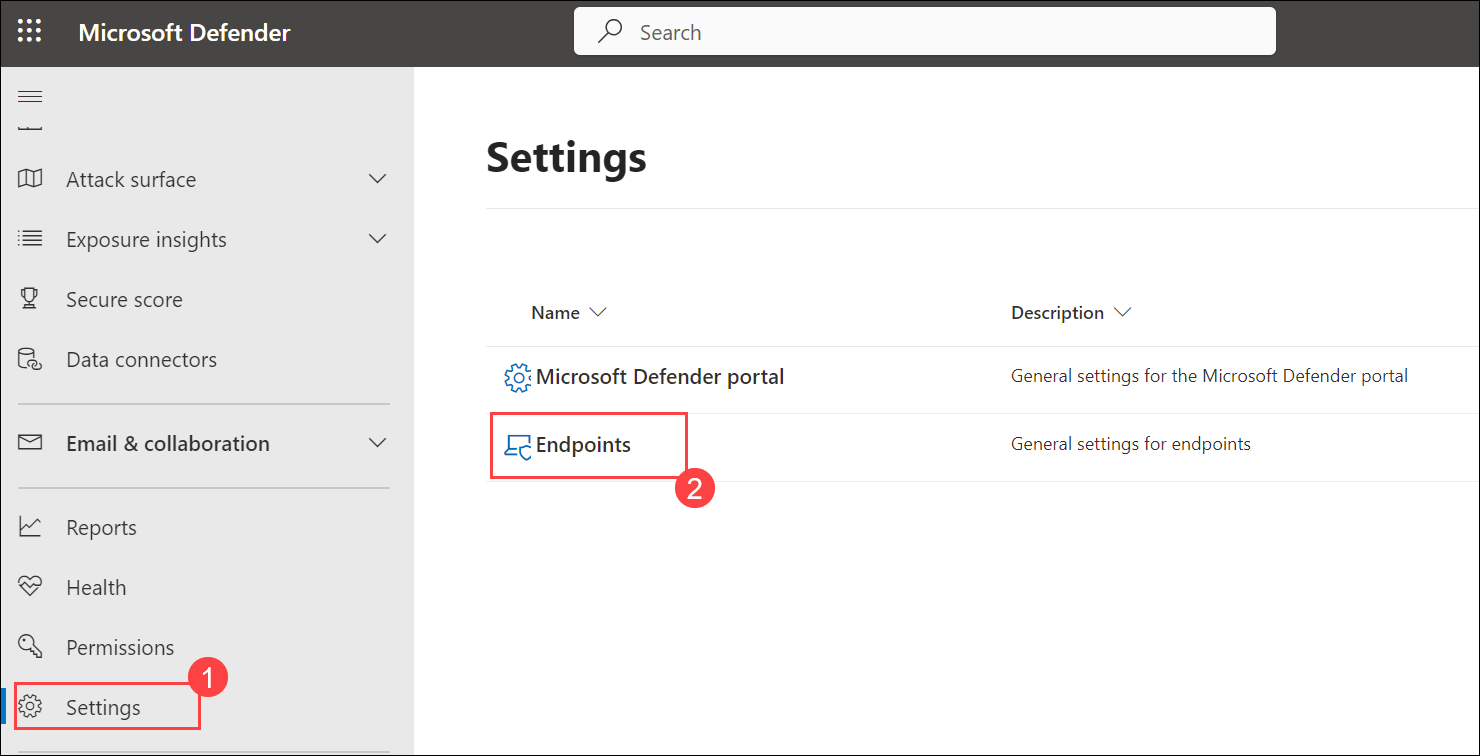 Microsoft Defender
Search
Attack surface
Exposure insights
Secure score
Data connectors
Email & collaboration
Reports
Health
Permissions
1
Settings
Settings
Name
Description
Microsoft Defender portal
General settings for the Microsoft Defender portal
Endpoints
General settings for endpoints
2